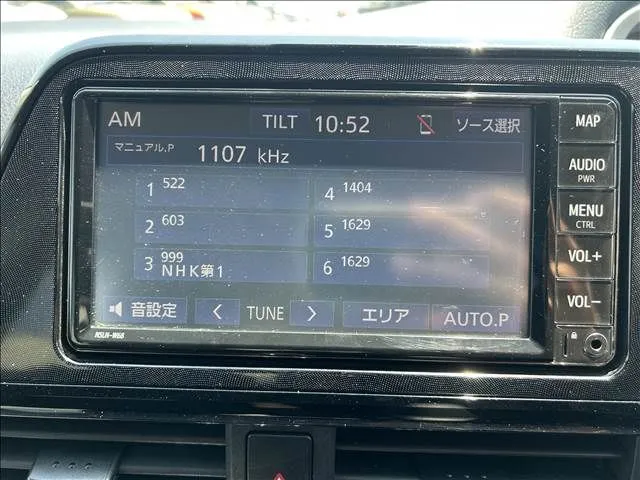 AM TILT 10:52 ソース選択
マニュアル.P 1107 kHz
1 522
2 603
3 999
NHK第1
4 1404
5 1629
6 1629
音設定 < TUNE > エリア AUTO.P
NSLN-W68
MAP
AUDIO
PWR
MENU
CTRL
VOL+
VOL-